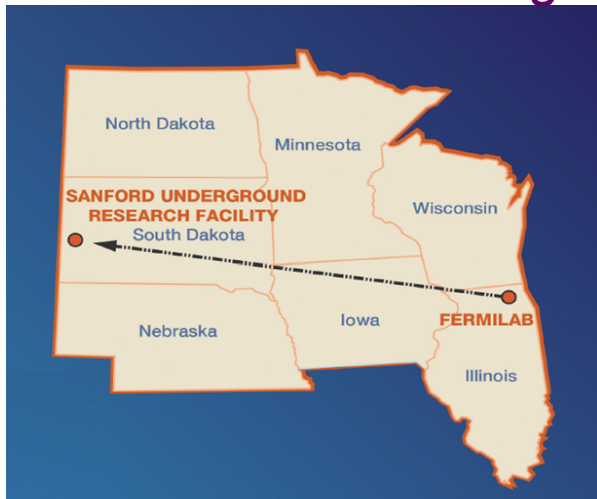 North Dakota
Minnesota
SANFORD UNDERGROUND
RESEARCH FACILITY
Wisconsin
South Dakota
Nebraska
Iowa
FERMILAB
Illinois